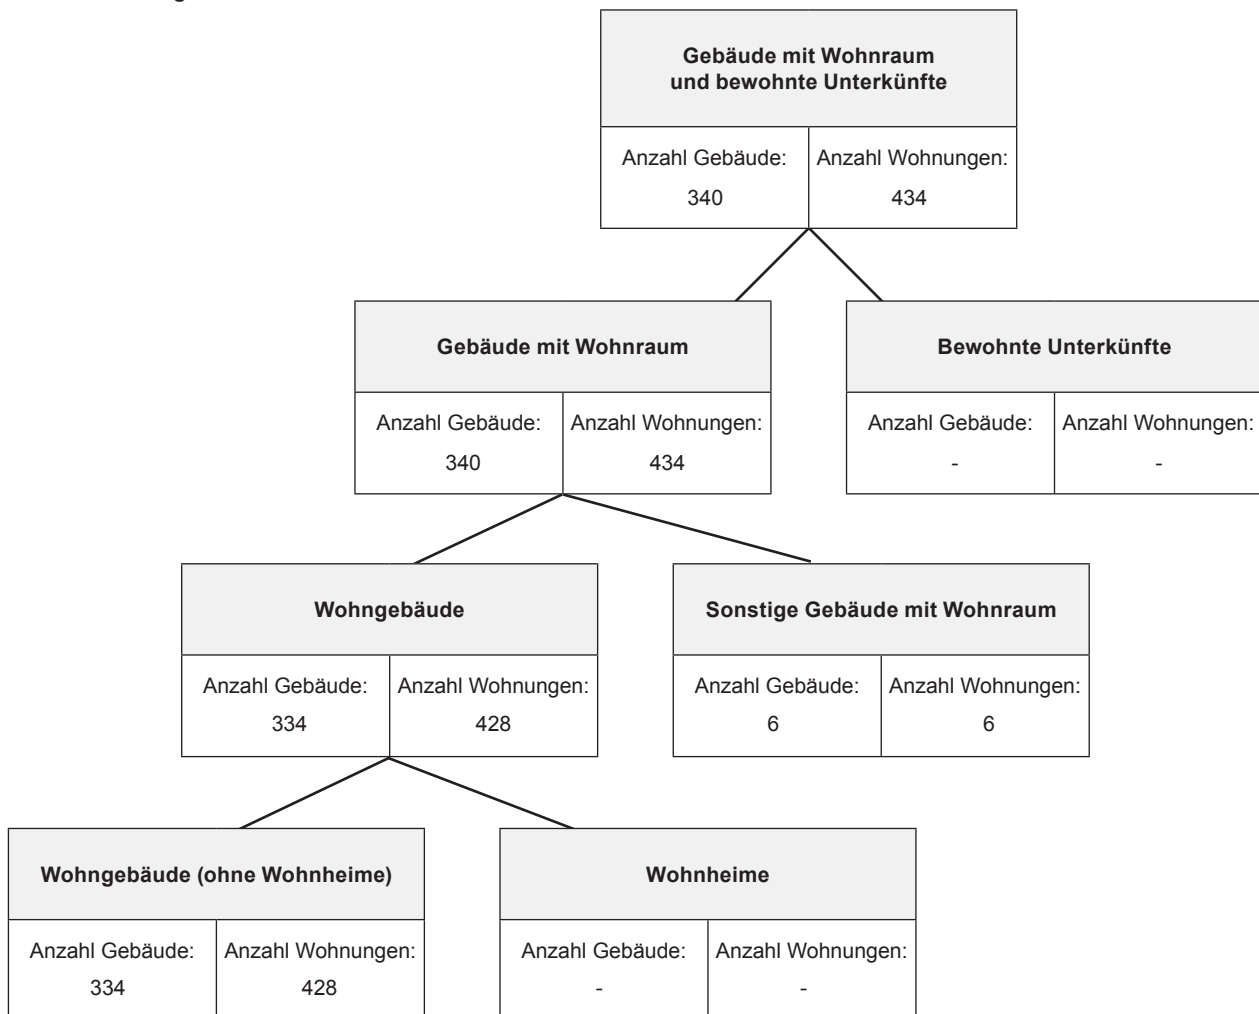 Gebäude mit Wohnraum
und bewohnte Unterkünfte
Anzahl Gebäude: Anzahl Wohnungen:
340 434
Gebäude mit Wohnraum Bewohnte Unterkünfte
Anzahl Gebäude: Anzahl Wohnungen: Anzahl Gebäude: Anzahl Wohnungen:
340 434 - -
Wohngebäude Sonstige Gebäude mit Wohnraum
Anzahl Gebäude: Anzahl Wohnungen: Anzahl Gebäude: Anzahl Wohnungen:
334 428 6 6
Wohngebäude (ohne Wohnheime) Wohnheime
Anzahl Gebäude: Anzahl Wohnungen: Anzahl Gebäude: Anzahl Wohnungen:
334 428 - -